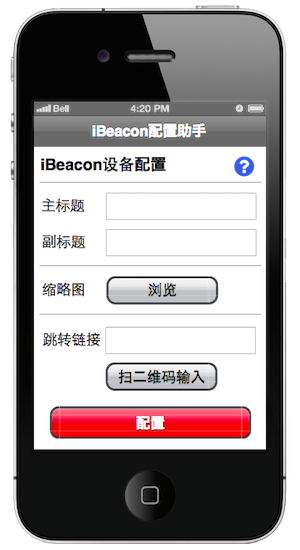 Bell 4:20 PM
iBeacon配置助手
iBeacon设备配置
?
主标题
副标题
缩略图 浏览
跳转链接
扫二维码输入
配置